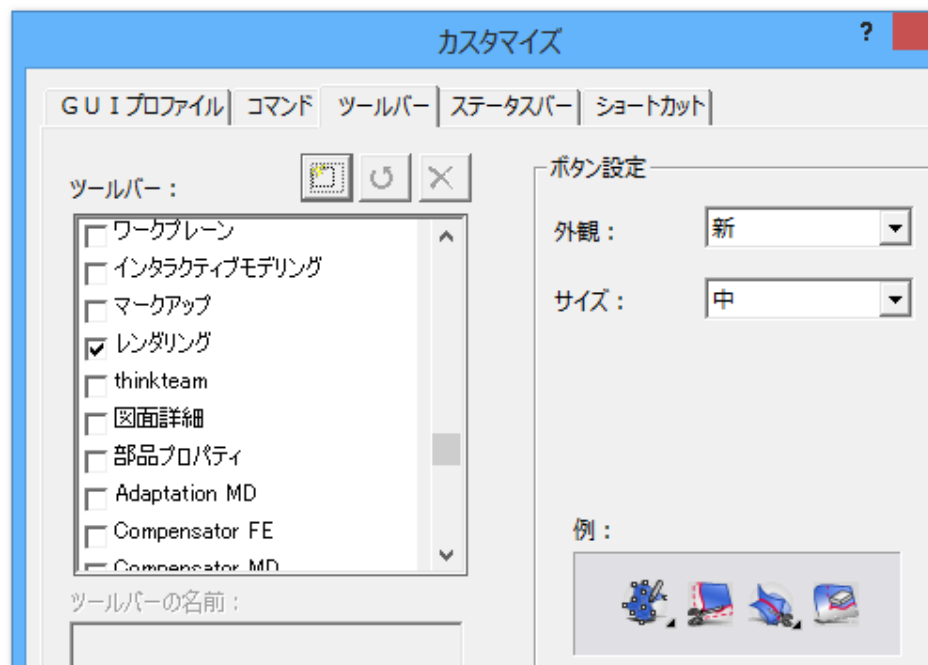 カスタマイズ
?
GUIプロファイル コマンド ツールバー ステータスバー ショートカット
ツールバー：
ワークプレーン
インタラクティブモデリング
マークアップ
レンダリング
thinkteam
図面詳細
部品プロパティ
Adaptation MD
Compensator FE
Compensator MD
ツールバーの名前：
ボタン設定
外観： 新
サイズ： 中
例：